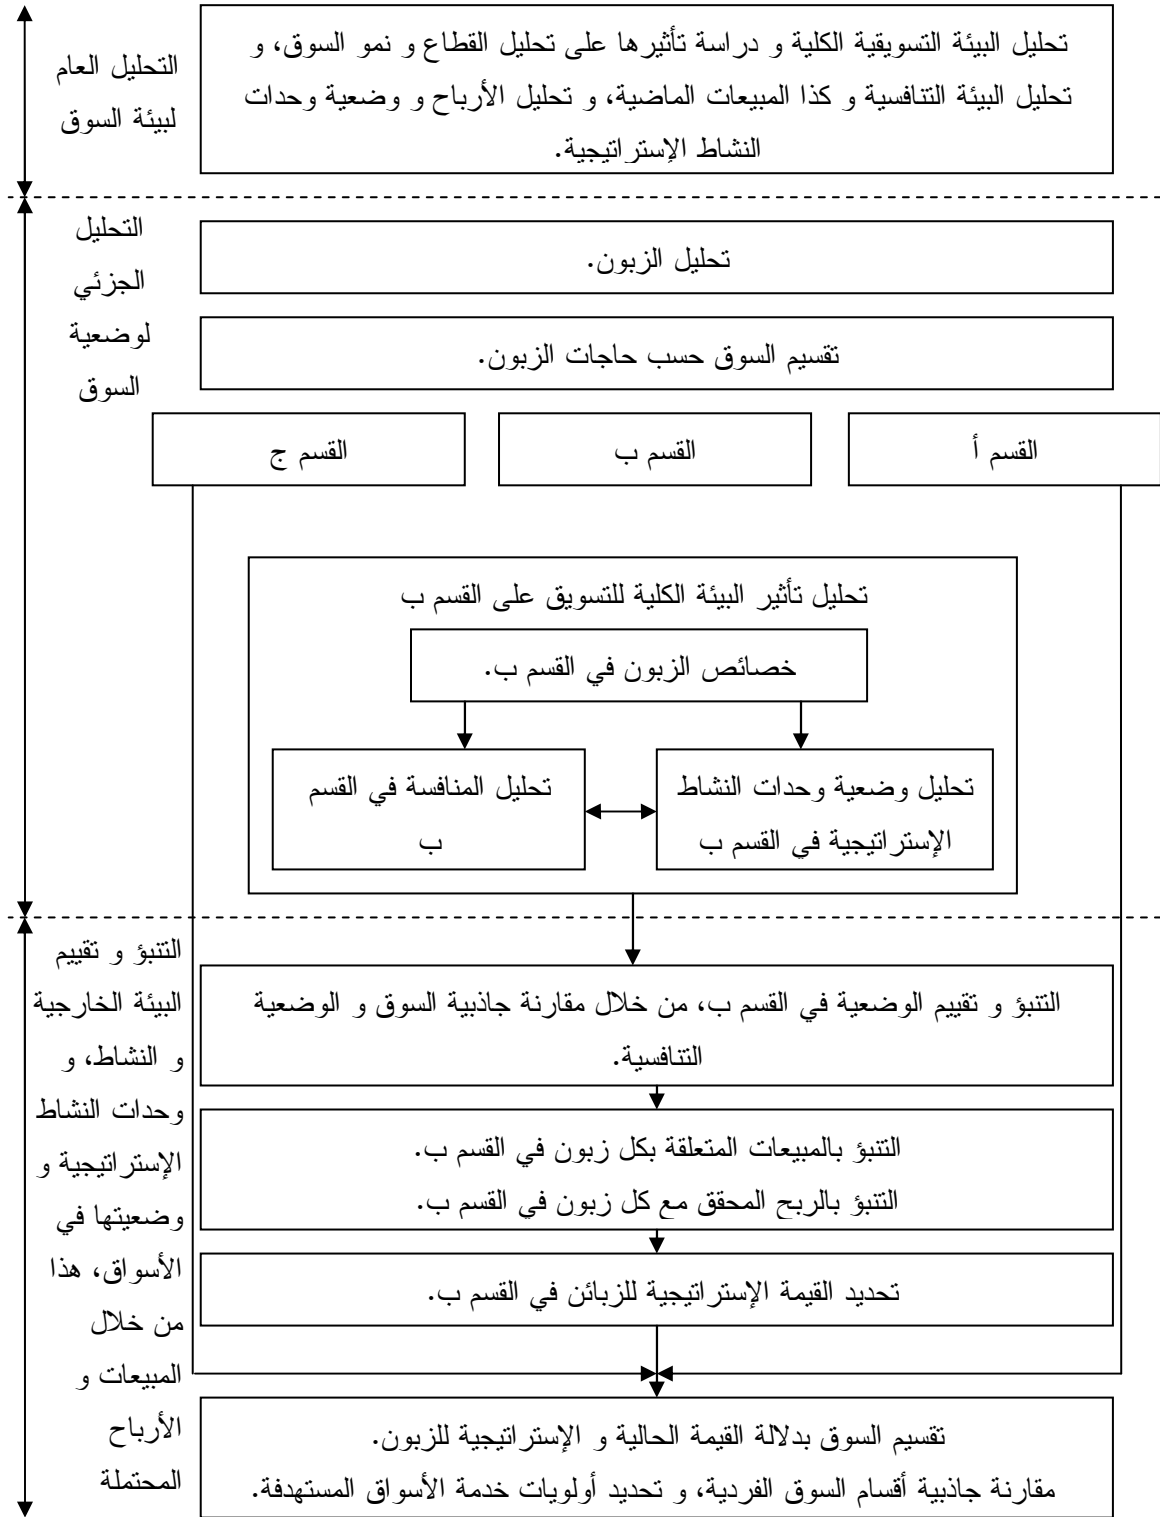 التحليل العام
لبيئة السوق
تحليل البيئة التسويقية الكلية و دراسة تأثيرها على تحليل القطاع و نمو السوق، و
تحليل البيئة التنافسية و كذا المبيعات الماضية، و تحليل الأرباح و وضعية وحدات
النشاط الإستراتيجية.
التحليل
الجزئي
لوضعية
السوق
تحليل الزبون.
تقسيم السوق حسب حاجات الزبون.
القسم أ
القسم ب
القسم ج
تحليل تأثير البيئة الكلية للتسويق على القسم ب
خصائص الزبون في القسم ب.
تحليل وضعية وحدات النشاط
الإستراتيجية في القسم ب
تحليل المنافسة في القسم
ب
التنبؤ و تقييم
البيئة الخارجية
و النشاط، و
وحدات النشاط
الإستراتيجية و
وضعيتها في
الأسواق، هذا
من خلال
المبيعات و
الأرباح
المحتملة
التنبؤ و تقييم الوضعية في القسم ب، من خلال مقارنة جاذبية السوق و الوضعية
التنافسية.
التنبؤ بالمبيعات المتعلقة بكل زبون في القسم ب.
التنبؤ بالربح المحقق مع كل زبون في القسم ب.
تحديد القيمة الإستراتيجية للزبائن في القسم ب.
تقسيم السوق بدلالة القيمة الحالية و الإستراتيجية للزبون.
مقارنة جاذبية أقسام السوق الفردية، و تحديد أولويات خدمة الأسواق المستهدفة.